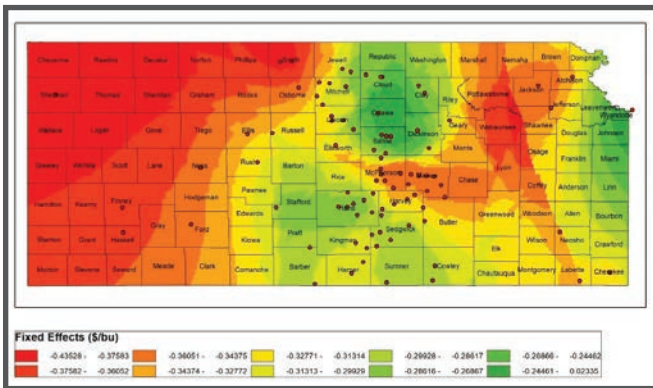 Cheyenne Rawlins Decatur Norton Phillips Smith Jewell Republic Washington Marshall Nemaha Brown Doniphan
Sherman Thomas Sheridan Graham Rooks Osborne Mitchell Cloud Clay Riley Pottawatomie Jackson Atchison
Jefferson Leavenworth Wyandotte
Wallace Logan Gove Trego Ellis Russell Lincoln Ottawa Saline Dickinson Geary Wabaunsee Shawnee Douglas Johnson
Ellsworth Morris Osage Franklin Miami
Greeley Wichita Scott Lane Ness Rush Barton Rice McPherson Marion Chase Lyon Coffey Anderson Linn
Hamilton Kearny Finney Hodgeman Pawnee Stafford Reno Harvey Greenwood Woodson Allen Bourbon
Edwards Butler
Stanton Grant Haskell Gray Ford Kiowa Pratt Kingman Sedgwick Elk Wilson Neosho Crawford
Morton Stevens Seward Meade Clark Comanche Barber Harper Sumner Cowley Chautauqua Montgomery Labette Cherokee
Fixed Effects ($/bu)
-0.43528 - -0.37583 -0.36051 - -0.34375 -0.32771 - -0.31314 -0.29928 - -0.28617 -0.26866 - -0.24462
-0.37582 - -0.36052 -0.34374 - -0.32772 -0.31313 - -0.29929 -0.28616 - -0.26867 -0.24461 - 0.02335